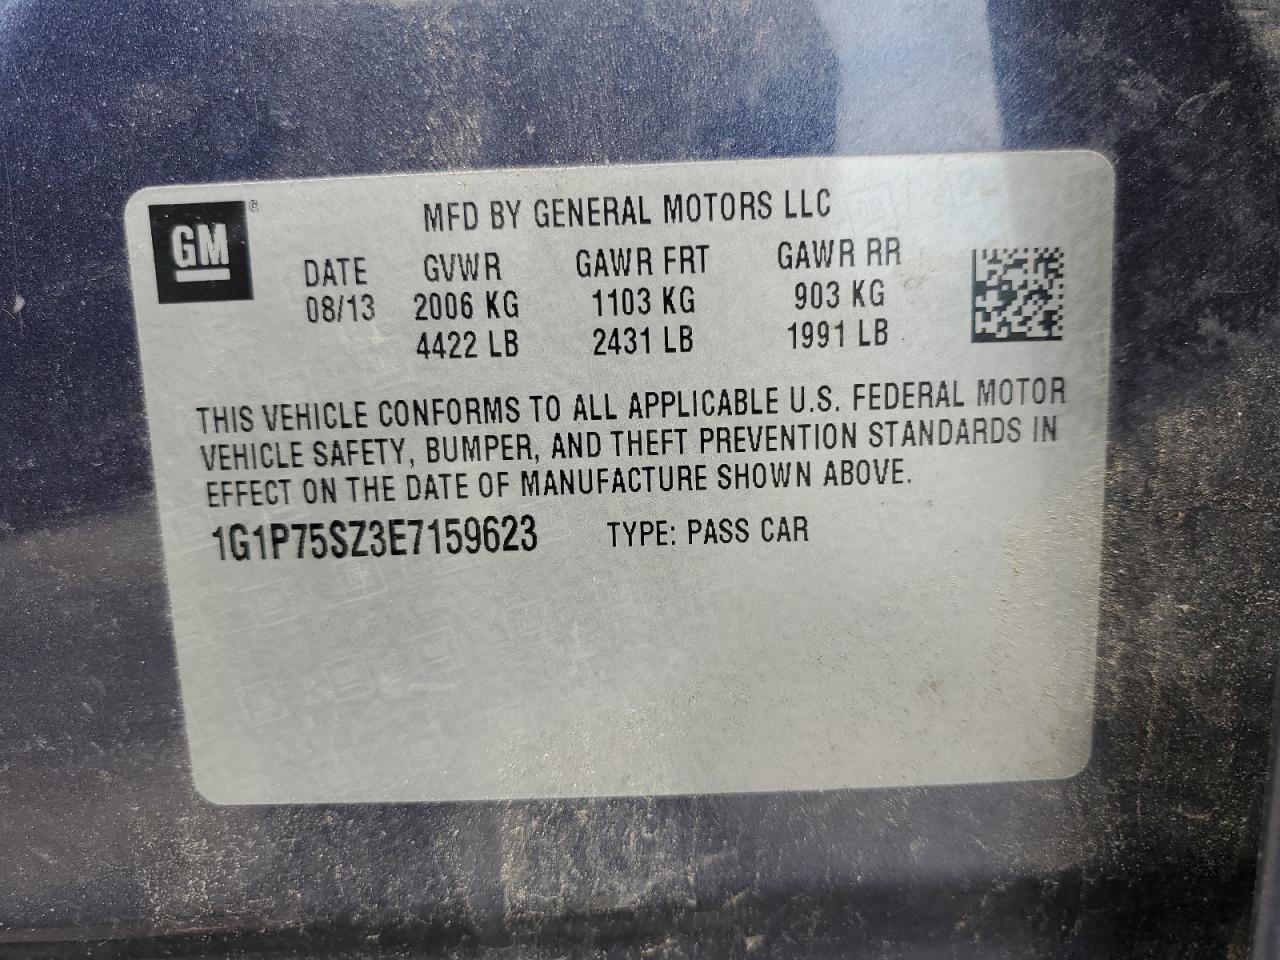 GM ®
MFD BY GENERAL MOTORS LLC
DATE GVWR GAWR FRT GAWR RR
08/13 2006 KG 1103 KG 903 KG
4422 LB 2431 LB 1991 LB
THIS VEHICLE CONFORMS TO ALL APPLICABLE U.S. FEDERAL MOTOR
VEHICLE SAFETY, BUMPER, AND THEFT PREVENTION STANDARDS IN
EFFECT ON THE DATE OF MANUFACTURE SHOWN ABOVE.
1G1P75SZ3E7159623 TYPE: PASS CAR